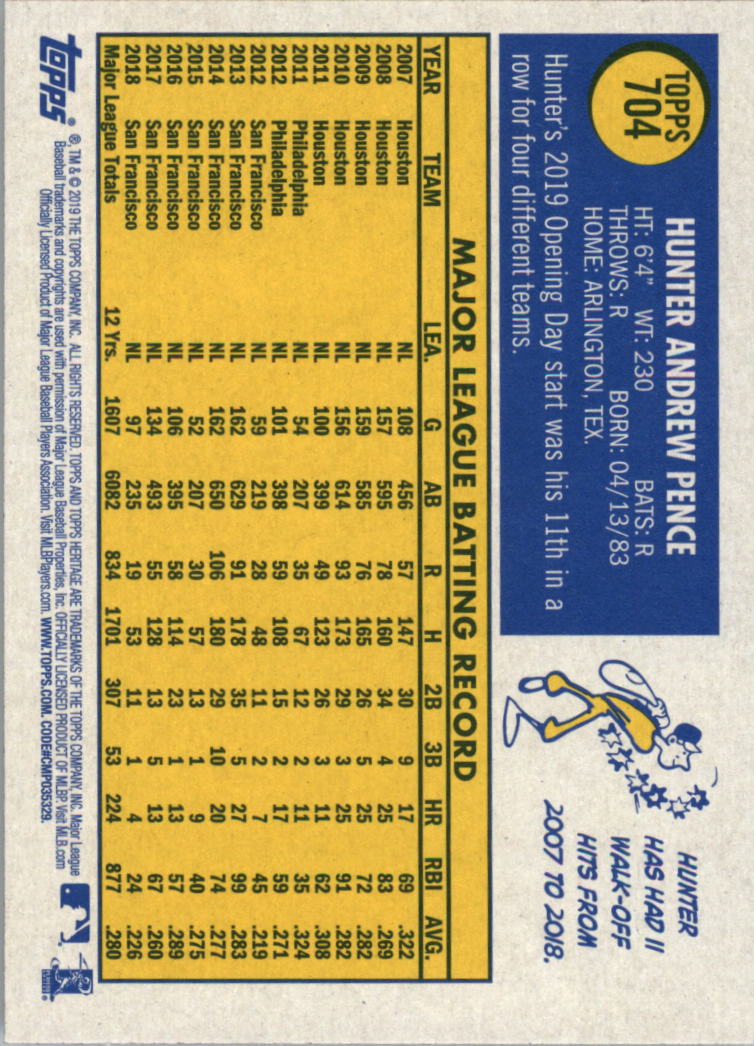 TOPPS
704
HUNTER ANDREW PENCE
HT: 6'4" WT: 230 BATS: R
THROWS: R BORN: 04/13/83
HOME: ARLINGTON, TEX.
Hunter's 2019 Opening Day start was his 11th in a
row for four different teams.
HUNTER
HAS HAD 11
WALK-OFF
HITS FROM
2007 TO 2018.
MAJOR LEAGUE BATTING RECORD
YEAR TEAM LEA. G AB R H 2B 3B HR RBI AVG.
2007 Houston NL 108 456 57 147 30 9 17 69 .322
2008 Houston NL 157 595 78 160 34 4 25 83 .269
2009 Houston NL 159 585 76 165 26 5 25 72 .282
2010 Houston NL 156 614 93 173 29 3 25 91 .282
2011 Houston NL 100 399 49 123 26 3 11 62 .308
2011 Philadelphia NL 54 207 35 67 12 2 11 35 .324
2012 Philadelphia NL 101 398 59 108 15 2 17 59 .271
2012 San Francisco NL 59 219 28 48 11 2 7 45 .219
2013 San Francisco NL 162 629 91 178 35 5 27 99 .283
2014 San Francisco NL 162 650 106 180 29 10 20 74 .277
2015 San Francisco NL 52 207 30 57 13 1 9 40 .275
2016 San Francisco NL 106 395 58 114 23 1 13 57 .289
2017 San Francisco NL 134 493 55 128 13 5 13 67 .260
2018 San Francisco NL 97 235 19 53 11 1 4 24 .226
Major League Totals 12 Yrs. 1607 6082 834 1701 307 53 224 877 .280
topps®
®, TM & © 2019 THE TOPPS COMPANY, INC. ALL RIGHTS RESERVED. TOPPS AND TOPPS HERITAGE ARE TRADEMARKS OF THE TOPPS COMPANY, INC. Major League
Baseball trademarks and copyrights are used with permission of Major League Baseball Properties, Inc. OFFICIALLY LICENSED PRODUCT OF MLBP. Visit MLB.com
Officially Licensed Product of Major League Baseball Players Association. Visit MLBPlayers.com. WWW.TOPPS.COM. CODE#CMP035329.